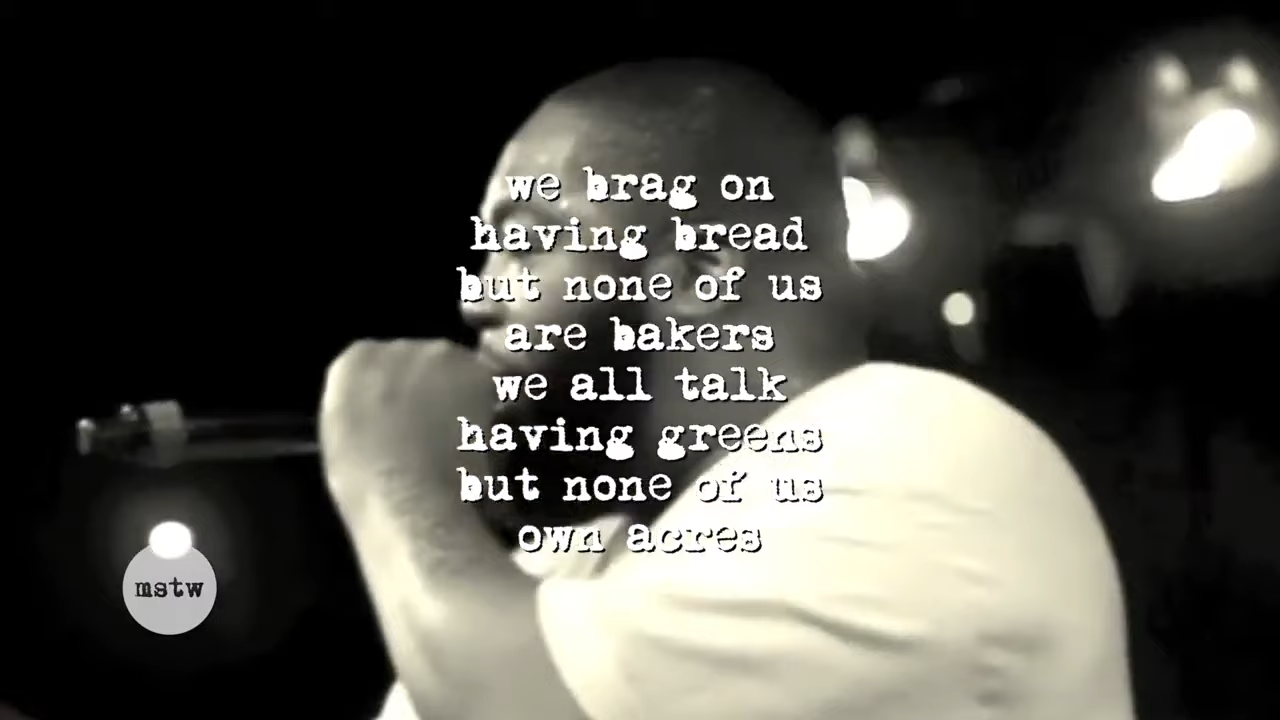 we brag on
having bread
but none of us
are bakers
we all talk
having greens
but none of us
own acres
mstw